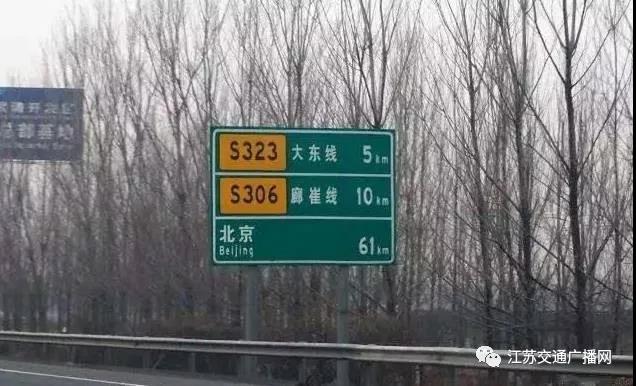 S323 大东线 5km
S306 廊崔线 10km
北京 61km
Beijing
江苏交通广播网